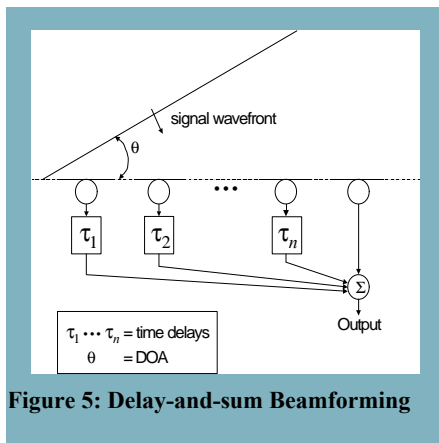 signal wavefront
θ
•••
τ1 τ2 τn
Σ
Output
τ1 ••• τn = time delays
θ = DOA
Figure 5: Delay-and-sum Beamforming